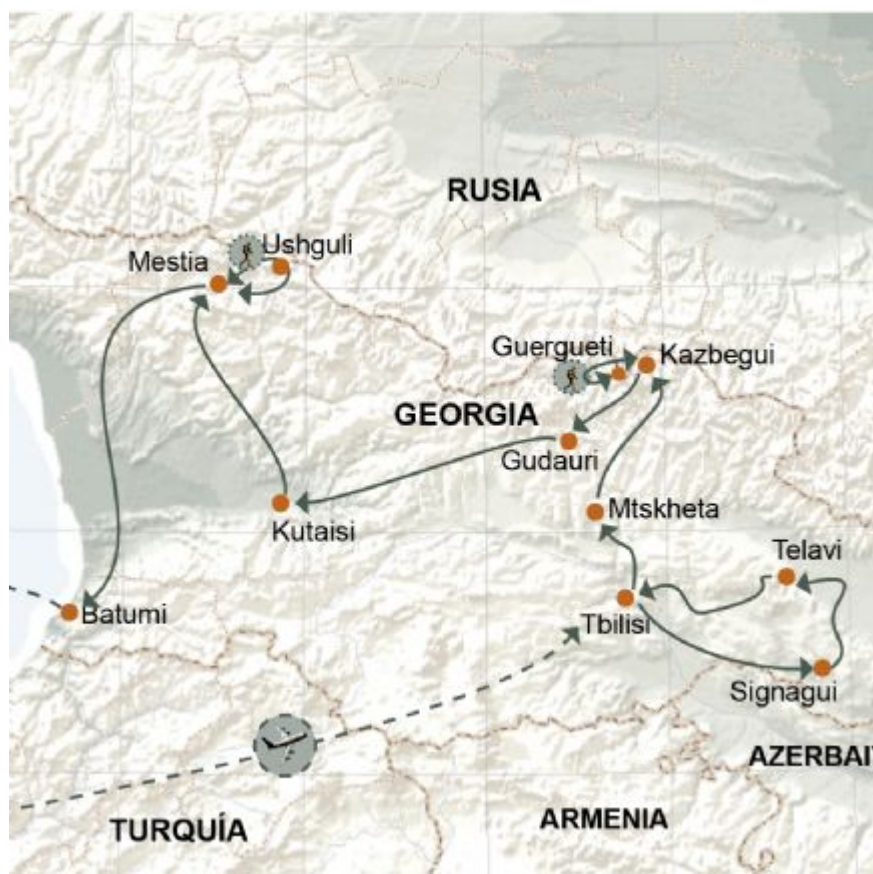 RUSIA
Ushguli
Mestia
Guergueti
Kazbegui
GEORGIA
Gudauri
Kutaisi
Mtskheta
Telavi
Batumi
Tbilisi
Signagui
AZERBAI
TURQUÍA
ARMENIA